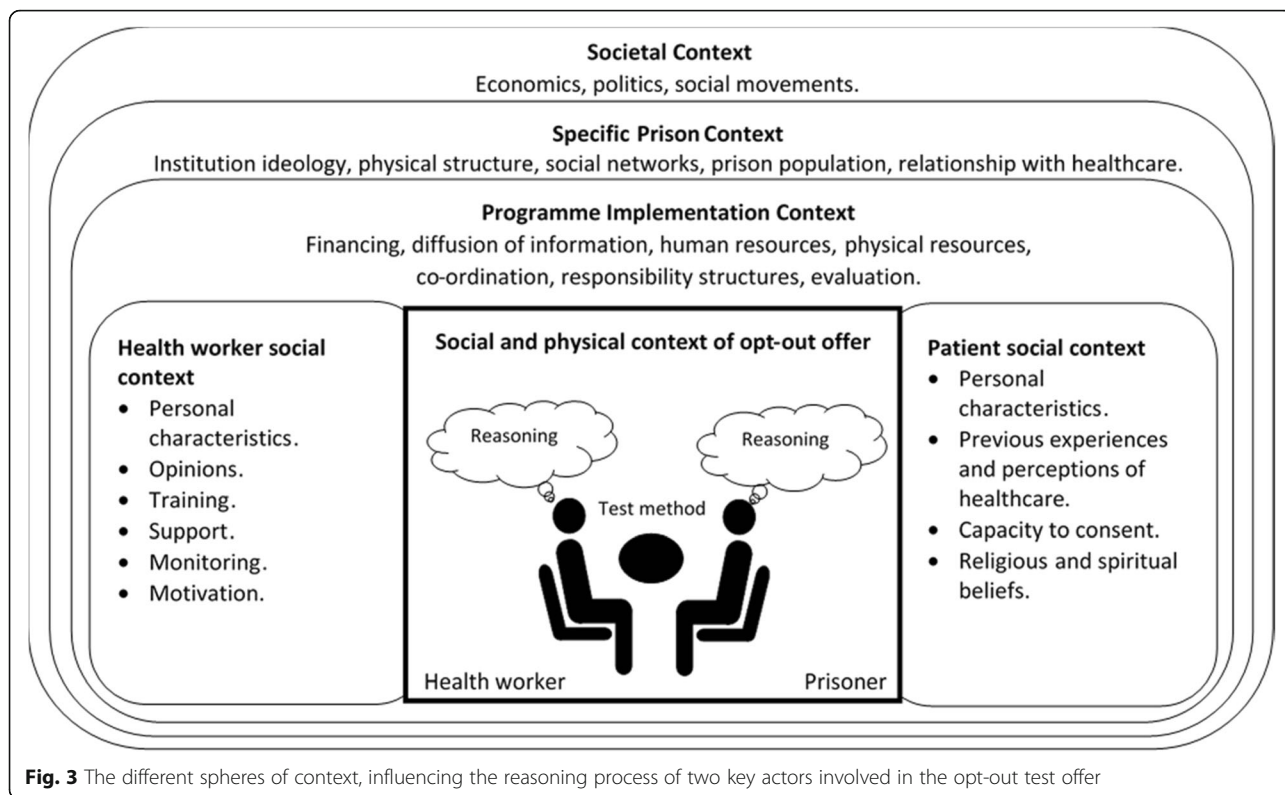 Societal Context
Economics, politics, social movements.
Specific Prison Context
Institution ideology, physical structure, social networks, prison population, relationship with healthcare.
Programme Implementation Context
Financing, diffusion of information, human resources, physical resources,
co-ordination, responsibility structures, evaluation.
Health worker social
context
• Personal
characteristics.
• Opinions.
• Training.
• Support.
• Monitoring.
• Motivation.
Social and physical context of opt-out offer
Reasoning
Reasoning
Test method
Health worker
Prisoner
Patient social context
• Personal
characteristics.
• Previous experiences
and perceptions of
healthcare.
• Capacity to consent.
• Religious and spiritual
beliefs.
Fig. 3 The different spheres of context, influencing the reasoning process of two key actors involved in the opt-out test offer